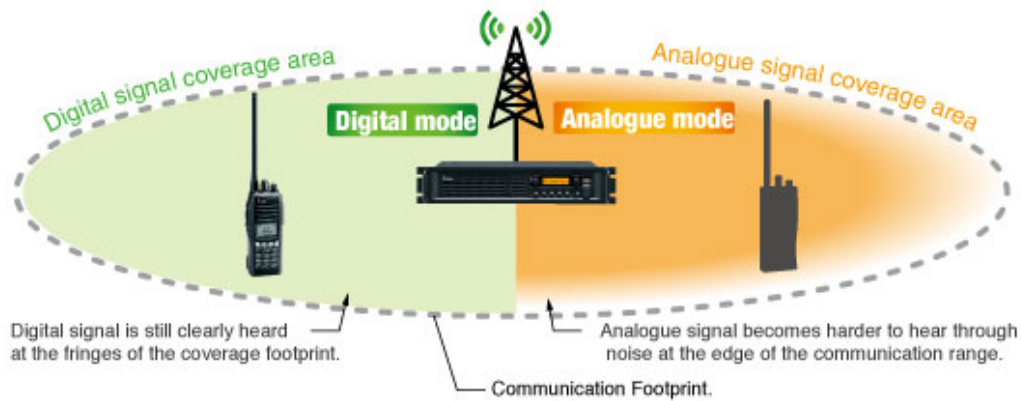 Digital signal coverage area
Analogue signal coverage area
Digital mode
Analogue mode
Digital signal is still clearly heard
at the fringes of the coverage footprint.
Analogue signal becomes harder to hear through
noise at the edge of the communication range.
Communication Footprint.